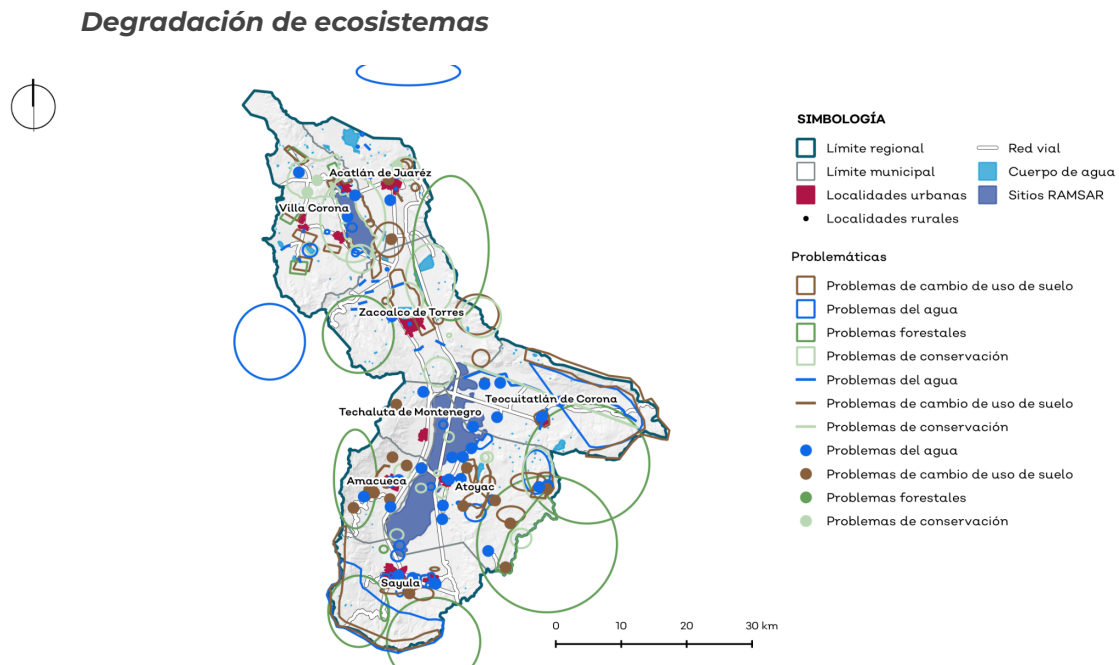 Degradación de ecosistemas
SIMBOLOGÍA
Límite regional
Red vial
Límite municipal
Cuerpo de agua
Localidades urbanas
Sitios RAMSAR
Localidades rurales
Problemáticas
Problemas de cambio de uso de suelo
Problemas del agua
Problemas forestales
Problemas de conservación
Problemas del agua
Problemas de cambio de uso de suelo
Problemas de conservación
Problemas del agua
Problemas de cambio de uso de suelo
Problemas forestales
Problemas de conservación
Acatlán de Juaréz
Villa Corona
Zacoalco de Torres
Teocuitatlán de Corona
Techaluta de Montenegro
Amacueca
Atoyac
Sayula
0 10 20 30 km